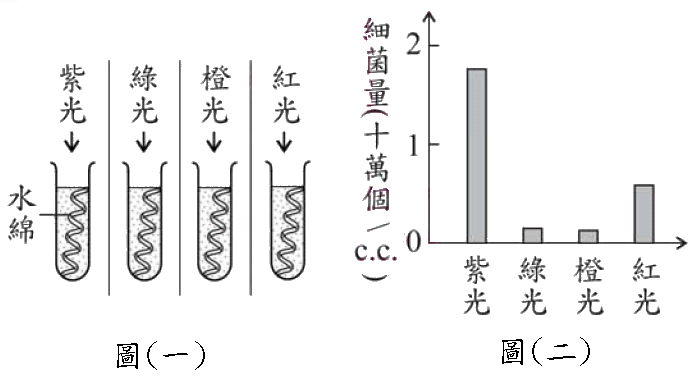 紫光
綠光
橙光
紅光
水綿
圖(一)
細菌量(十萬個/c.c.)
2
1
0
紫光
綠光
橙光
紅光
圖(二)